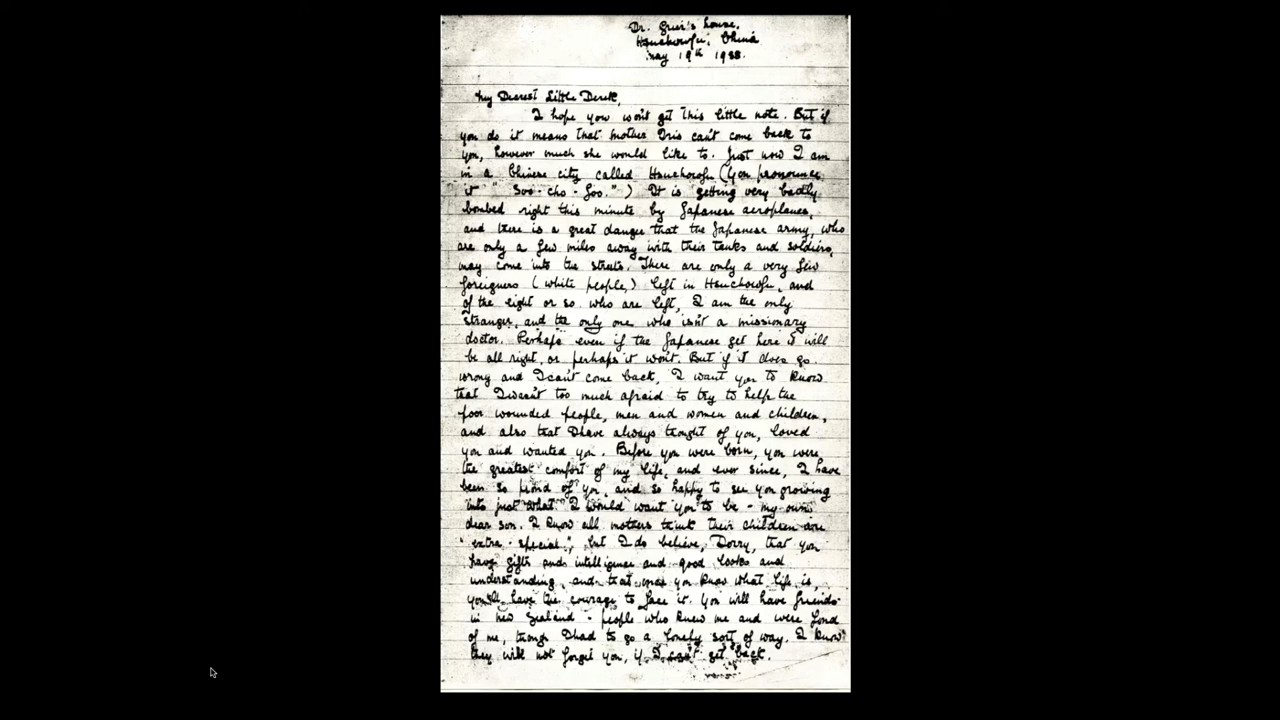 Dr. Grier's house,
Hsuchowfu, China
May 19th 1938.
My Dearest Little Derek,
I hope you won't get this little note. But if
you do it means that mother Iris can't come back to
you, however much she would like to. Just now I am
in a Chinese city called Hsuchowfu (you pronounce
it "Soo-cho-foo.") It is getting very badly
bombed right this minute by Japanese aeroplanes,
and there is a great danger that the Japanese army, who
are only a few miles away with their tanks and soldiers,
may come into the streets. There are only a very few
foreigners (white people,) left in Hsuchowfu, and
of the eight or so who are left, I am the only
stranger, and the only one who isn't a missionary
doctor. Perhaps even if the Japanese get here it will
be all right or perhaps it won't. But if it does go
wrong and I can't come back, I want you to know
that I wasn't too much afraid to try to help the
poor wounded people, men and women and children,
and also that I have always thought of you, loved
you and wanted you. Before you were born, you were
the greatest comfort of my life, and ever since, I have
been so proud of you, and so happy to see you growing
into just what I would want you to be - my own
dear son. I know all mothers think their children are
"extra-special", but I do believe, Dorry, that you
have gifts and intelligence and good looks and
understanding, and that once you know what life is,
you'll have the courage to face it. You will have friends
in New Zealand - people who knew me and were fond
of me, though I had to go a lonely sort of way. I know
they will not forget you, if I can't get back.